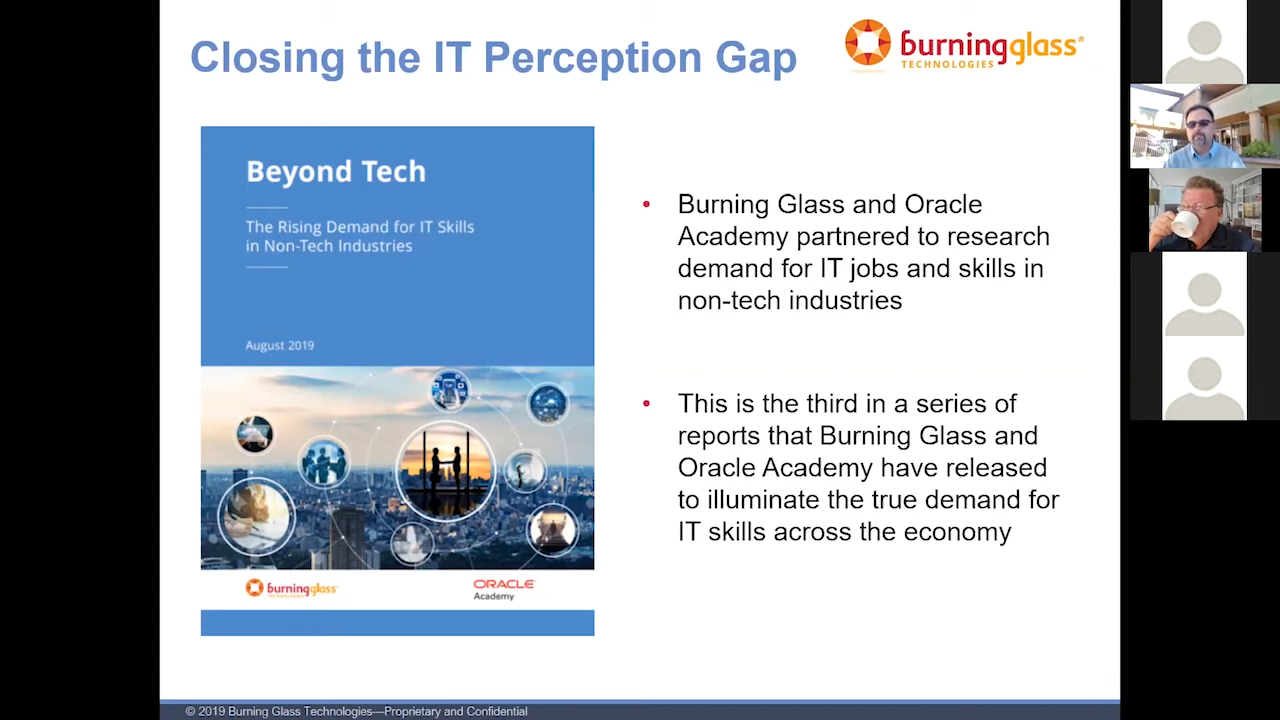 Closing the IT Perception Gap
burningglass®
TECHNOLOGIES
Beyond Tech
The Rising Demand for IT Skills
in Non-Tech Industries
August 2019
burningglass
TECHNOLOGIES
ORACLE
Academy
• Burning Glass and Oracle
Academy partnered to research
demand for IT jobs and skills in
non-tech industries
• This is the third in a series of
reports that Burning Glass and
Oracle Academy have released
to illuminate the true demand for
IT skills across the economy
© 2019 Burning Glass Technologies—Proprietary and Confidential